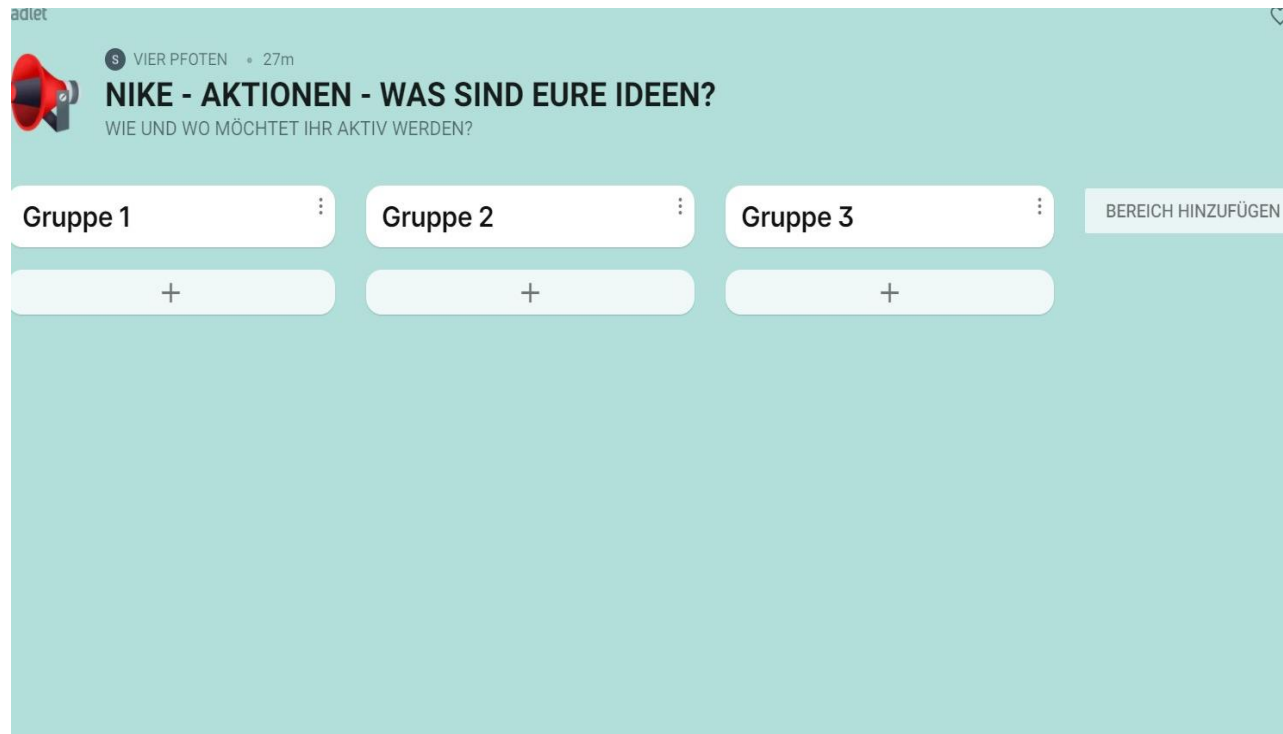 adlet
S VIER PFOTEN • 27m
NIKE - AKTIONEN - WAS SIND EURE IDEEN?
WIE UND WO MÖCHTET IHR AKTIV WERDEN?
Gruppe 1
Gruppe 2
Gruppe 3
BEREICH HINZUFÜGEN